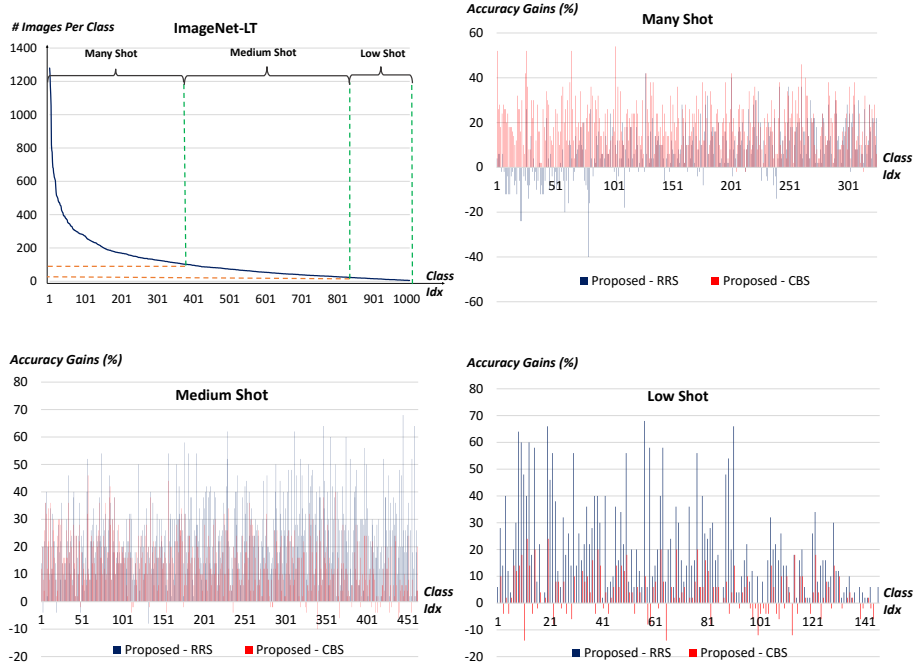 # Images Per Class
ImageNet-LT
Many Shot
Medium Shot
Low Shot
1400
1200
1000
800
600
400
200
0
1 101 201 301 401 501 601 701 801 901 1000
Class
Idx
Accuracy Gains (%)
Many Shot
60
40
20
0
-20
-40
-60
1 51 101 151 201 251 301
Class
Idx
Proposed - RRS Proposed - CBS
Accuracy Gains (%)
Medium Shot
80
70
60
50
40
30
20
10
0
-10
-20
1 51 101 151 201 251 301 351 401 451
Class
Idx
Proposed - RRS Proposed - CBS
Accuracy Gains (%)
Low Shot
80
70
60
50
40
30
20
10
0
-10
-20
1 21 41 61 81 101 121 141
Class
Idx
Proposed - RRS Proposed - CBS